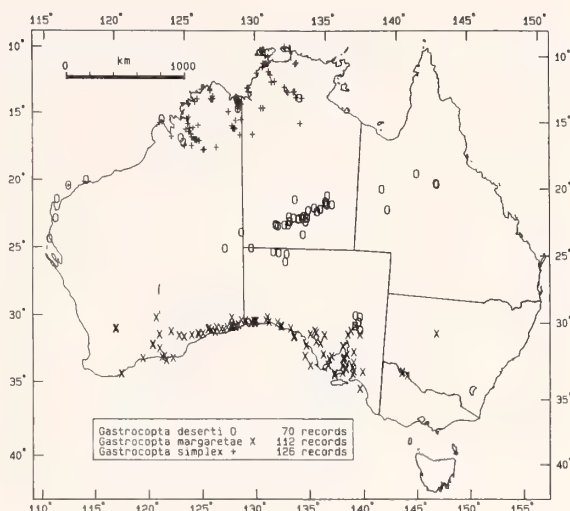 115° 120° 125° 130° 135° 140° 145° 150°
km
0 1000
10° 10°
15° 15°
20° 20°
25° 25°
30° 30°
35° 35°
40° 40°
Gastrocopta deserti O 70 records
Gastrocopta margaretae X 112 records
Gastrocopta simplex + 126 records
110° 115° 120° 125° 130° 135° 140° 145° 150° 155°